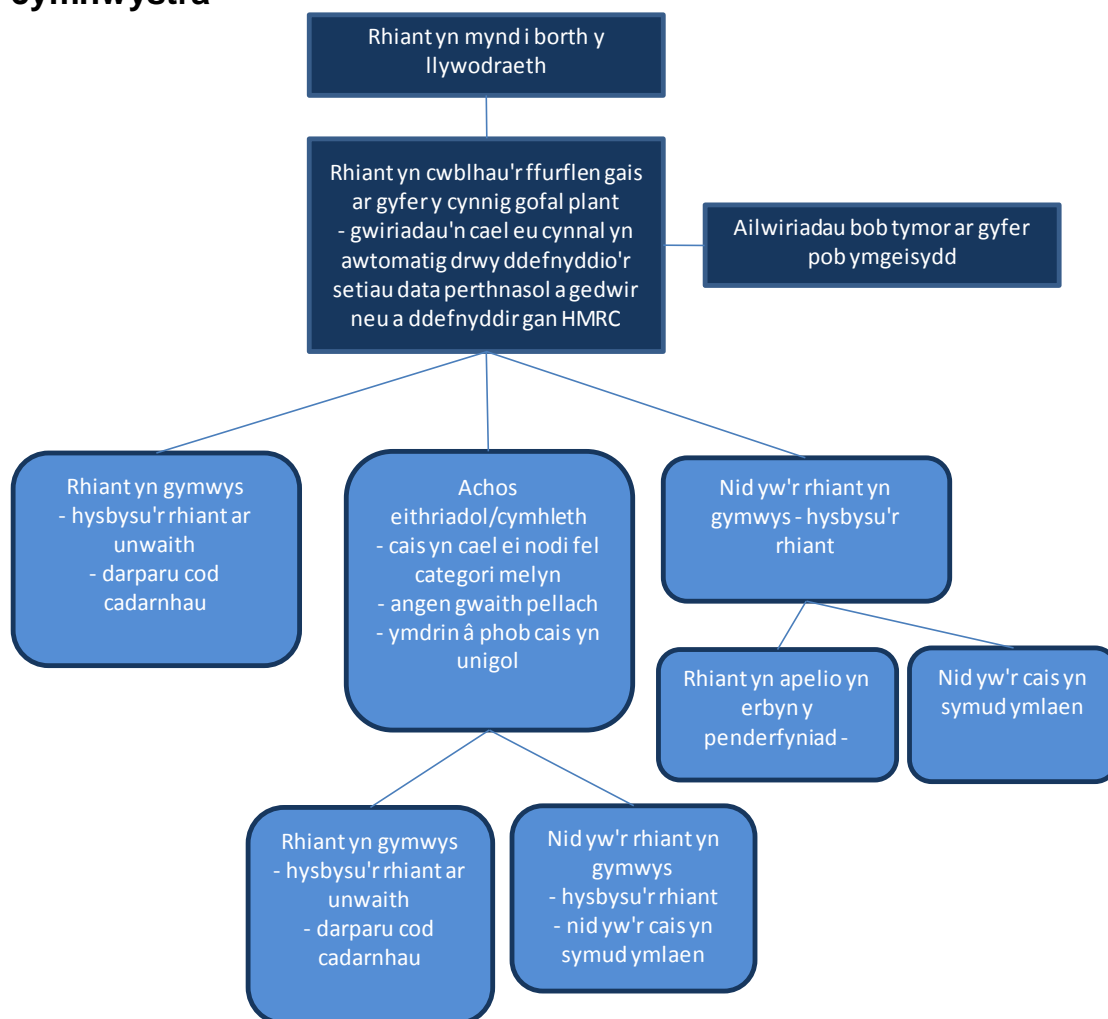 Rhiant yn mynd i borth y
llywodraeth
Rhiant yn cwblhau'r ffurflen gais
ar gyfer y cynnig gofal plant
- gwiriadau'n cael eu cynnal yn
awtomatig drwy ddefnyddio'r
setiau data perthnasol a gedwir
neu a ddefnyddir gan HMRC
Ailwiriadau bob tymor ar gyfer
pob ymgeisydd
Rhiant yn gymwys
- hysbysu'r rhiant ar
unwaith
- darparu cod
cadarnhau
Achos
eithriadol/cymhleth
- cais yn cael ei nodi fel
categori melyn
- angen gwaith pellach
- ymdrin â phob cais yn
unigol
Nid yw'r rhiant yn
gymwys - hysbysu'r
rhiant
Rhiant yn apelio yn
erbyn y
penderfyniad -
Nid yw'r cais yn
symud ymlaen
Rhiant yn gymwys
- hysbysu'r rhiant ar
unwaith
- darparu cod
cadarnhau
Nid yw'r rhiant yn
gymwys
- hysbysu'r rhiant
- nid yw'r cais yn
symud ymlaen